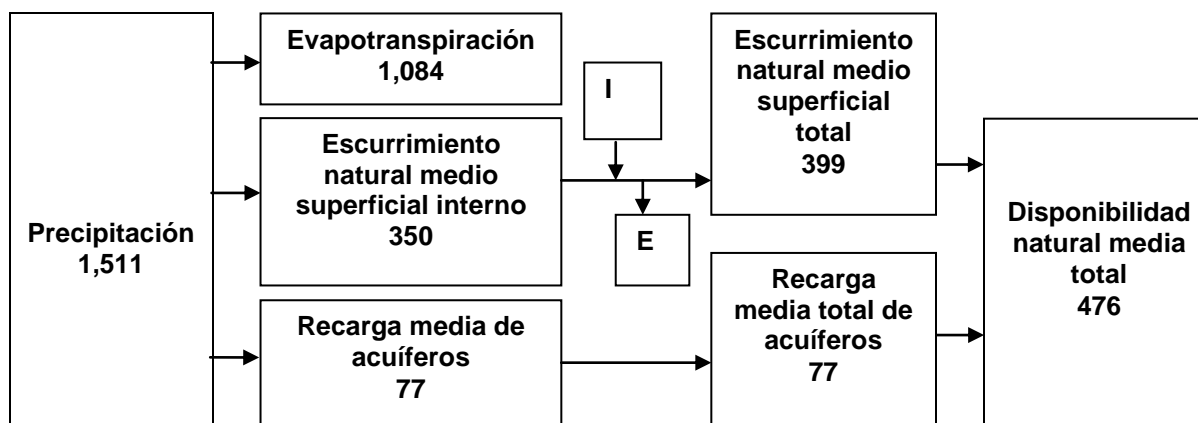 Precipitación
1,511
Evapotranspiración
1,084
Escurrimiento
natural medio
superficial interno
350
Recarga media de
acuíferos
77
I
E
Escurrimiento
natural medio
superficial
total
399
Recarga
media total de
acuíferos
77
Disponibilidad
natural media
total
476